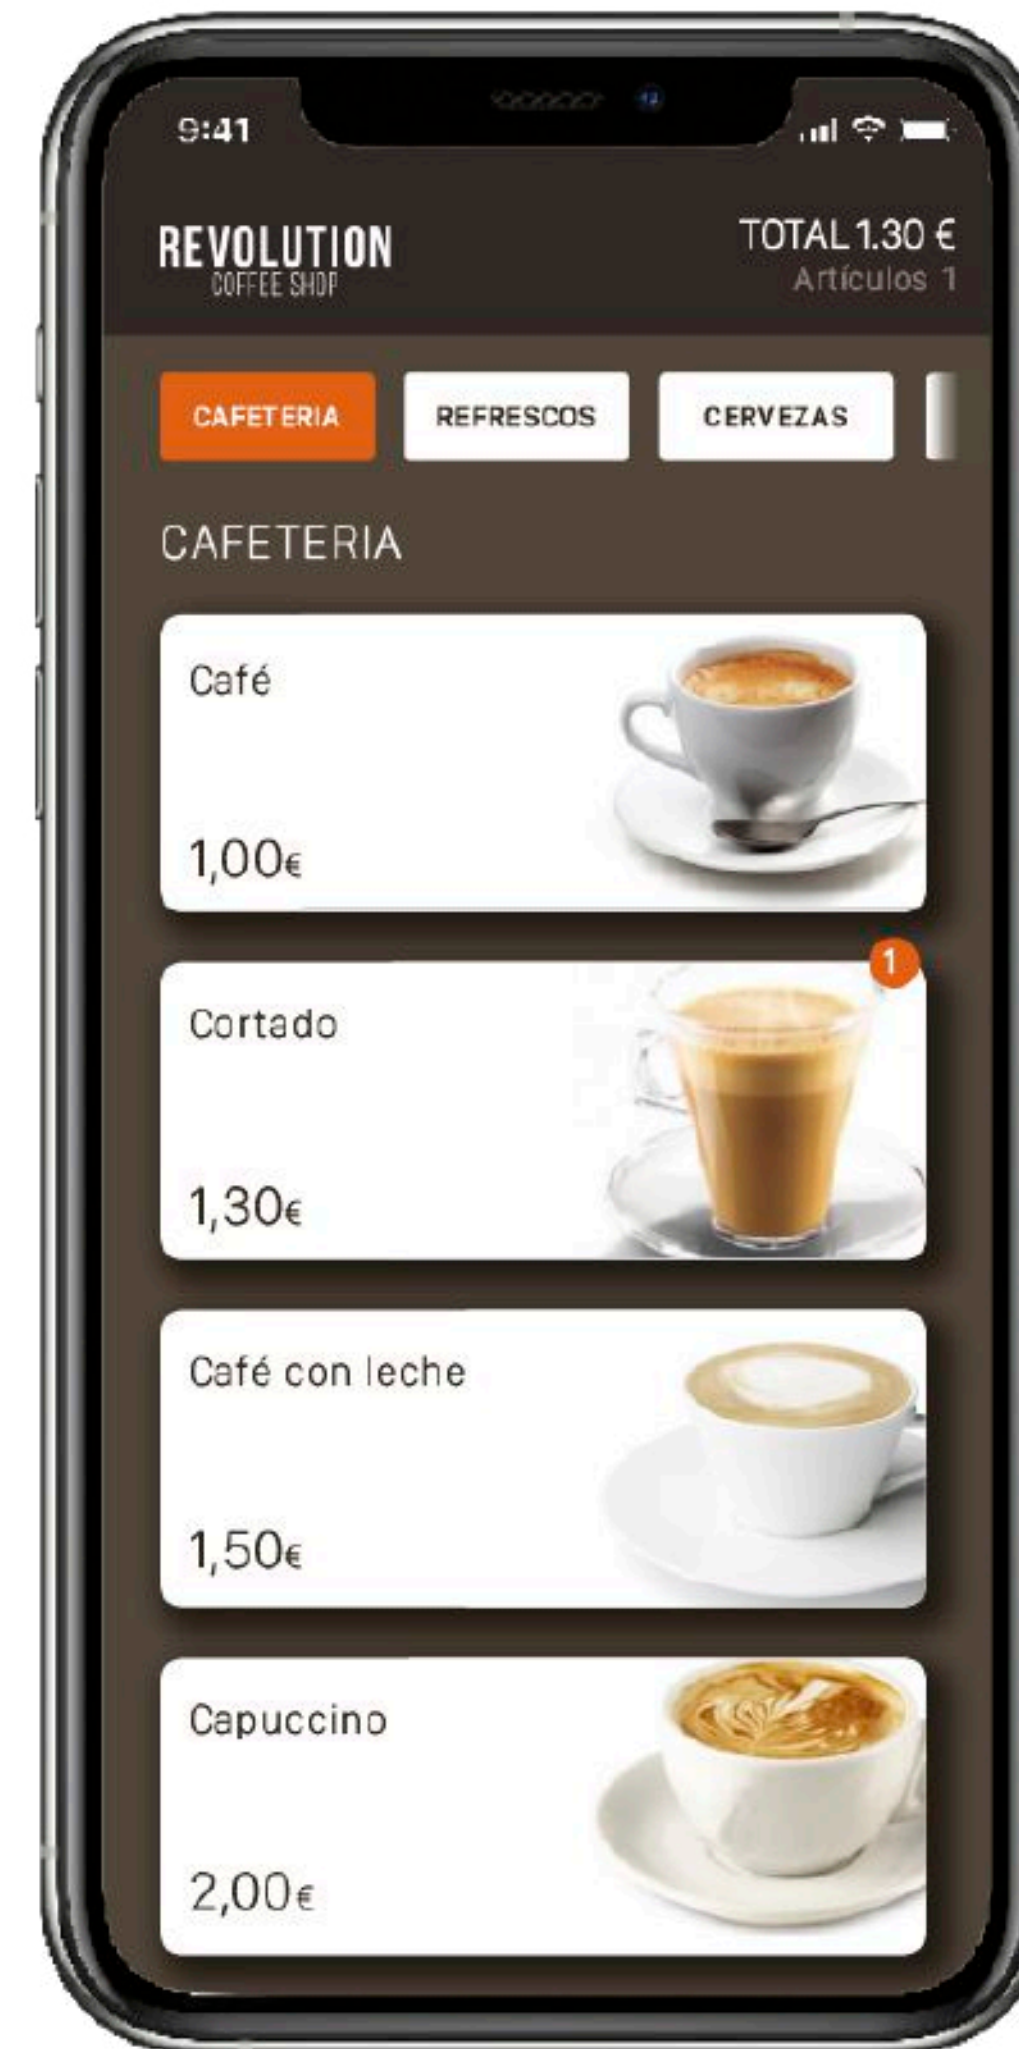 9:41
REVOLUTION
COFFEE SHOP
TOTAL 1.30 €
Artículos 1
CAFETERIA
REFRESCOS
CERVEZAS
CAFETERIA
Café
1,00€
1
Cortado
1,30€
Café con leche
1,50€
Capuccino
2,00€